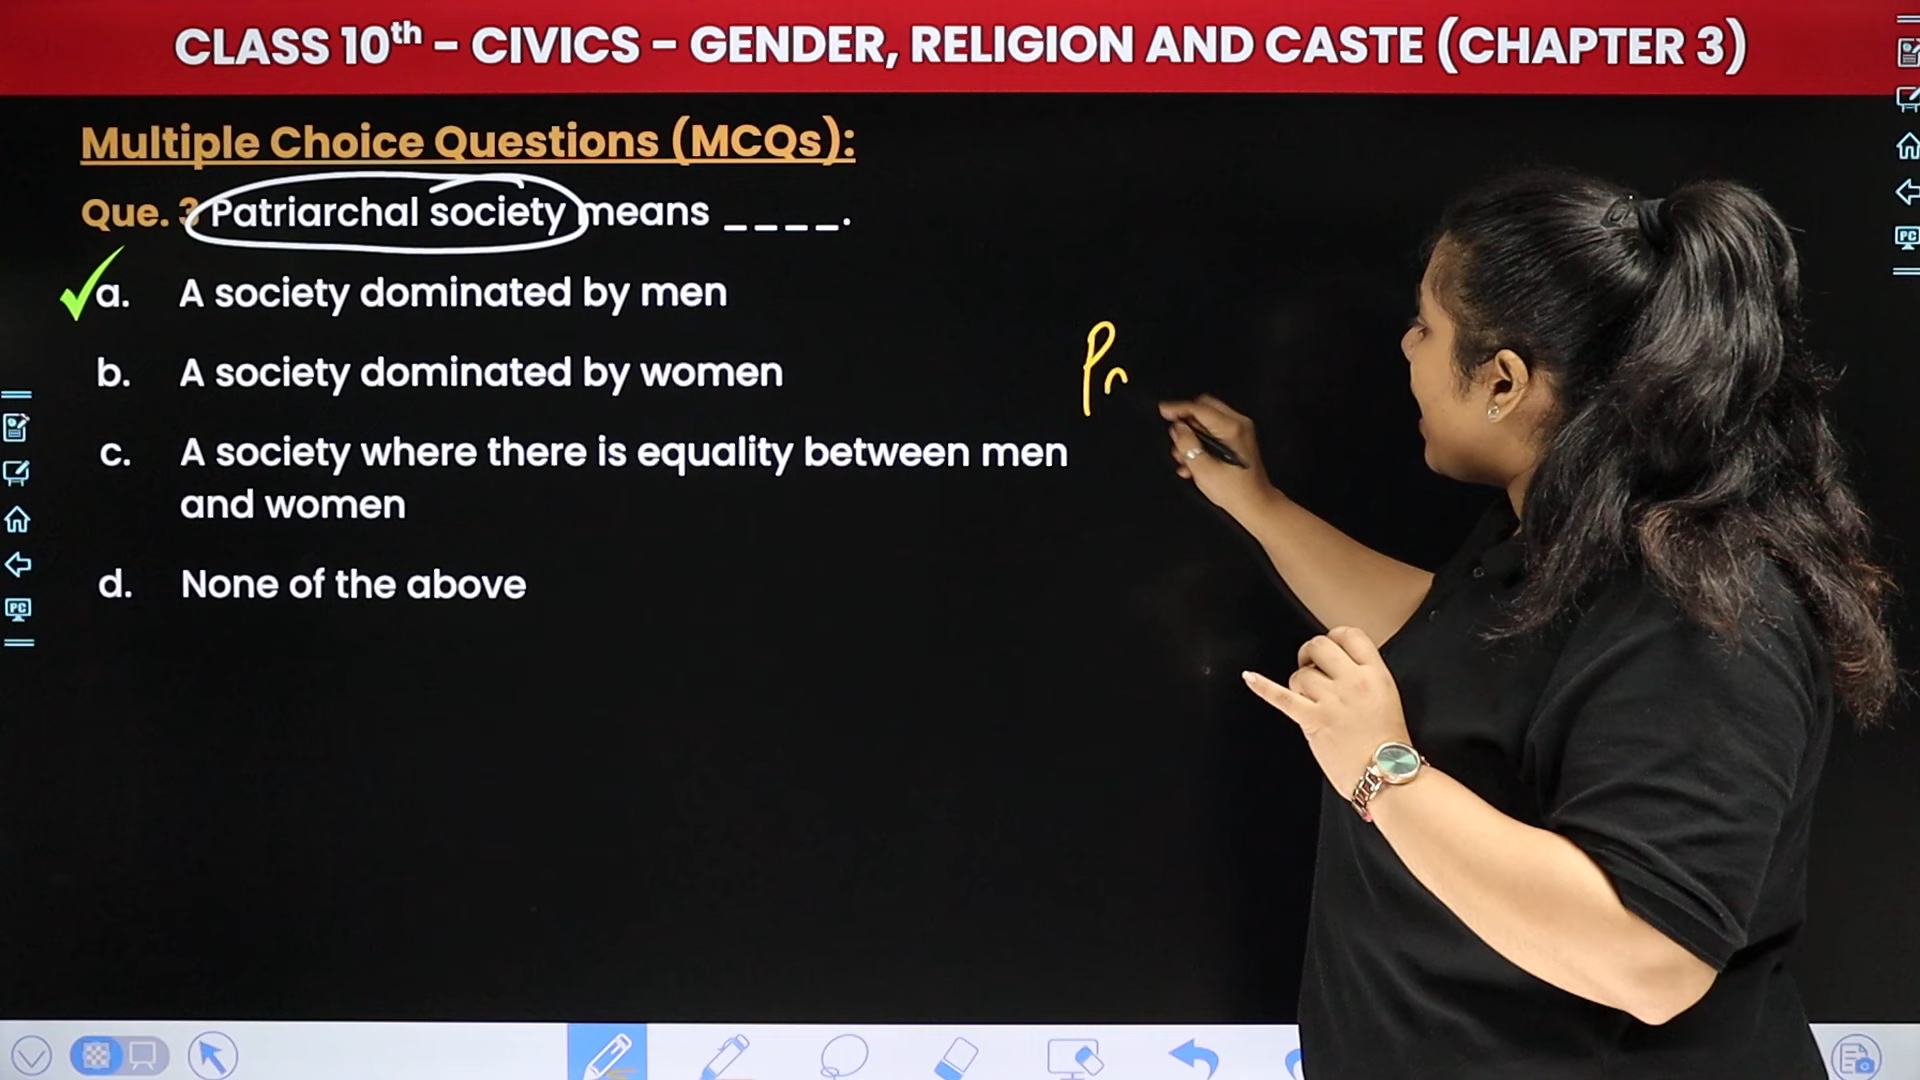 CLASS 10th - CIVICS - GENDER, RELIGION AND CASTE (CHAPTER 3)
Multiple Choice Questions (MCQs):
Que. 3 Patriarchal society means ____.
a. A society dominated by men
b. A society dominated by women
c. A society where there is equality between men
and women
d. None of the above
PC
PC